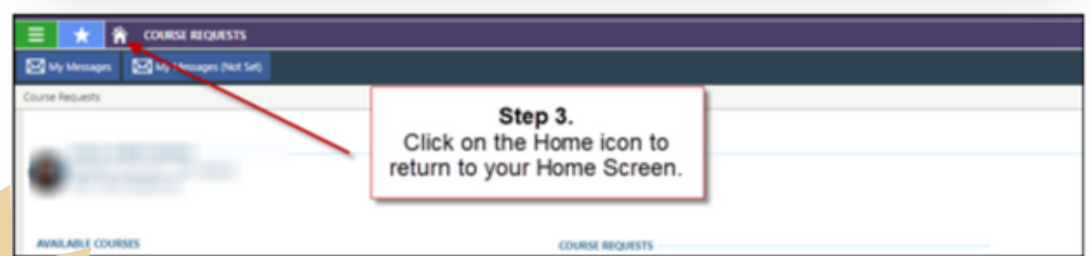 COURSE REQUESTS
My Messages
My Messages (Not Set)
Course Requests
Step 3.
Click on the Home icon to
return to your Home Screen.
AVAILABLE COURSES
COURSE REQUESTS